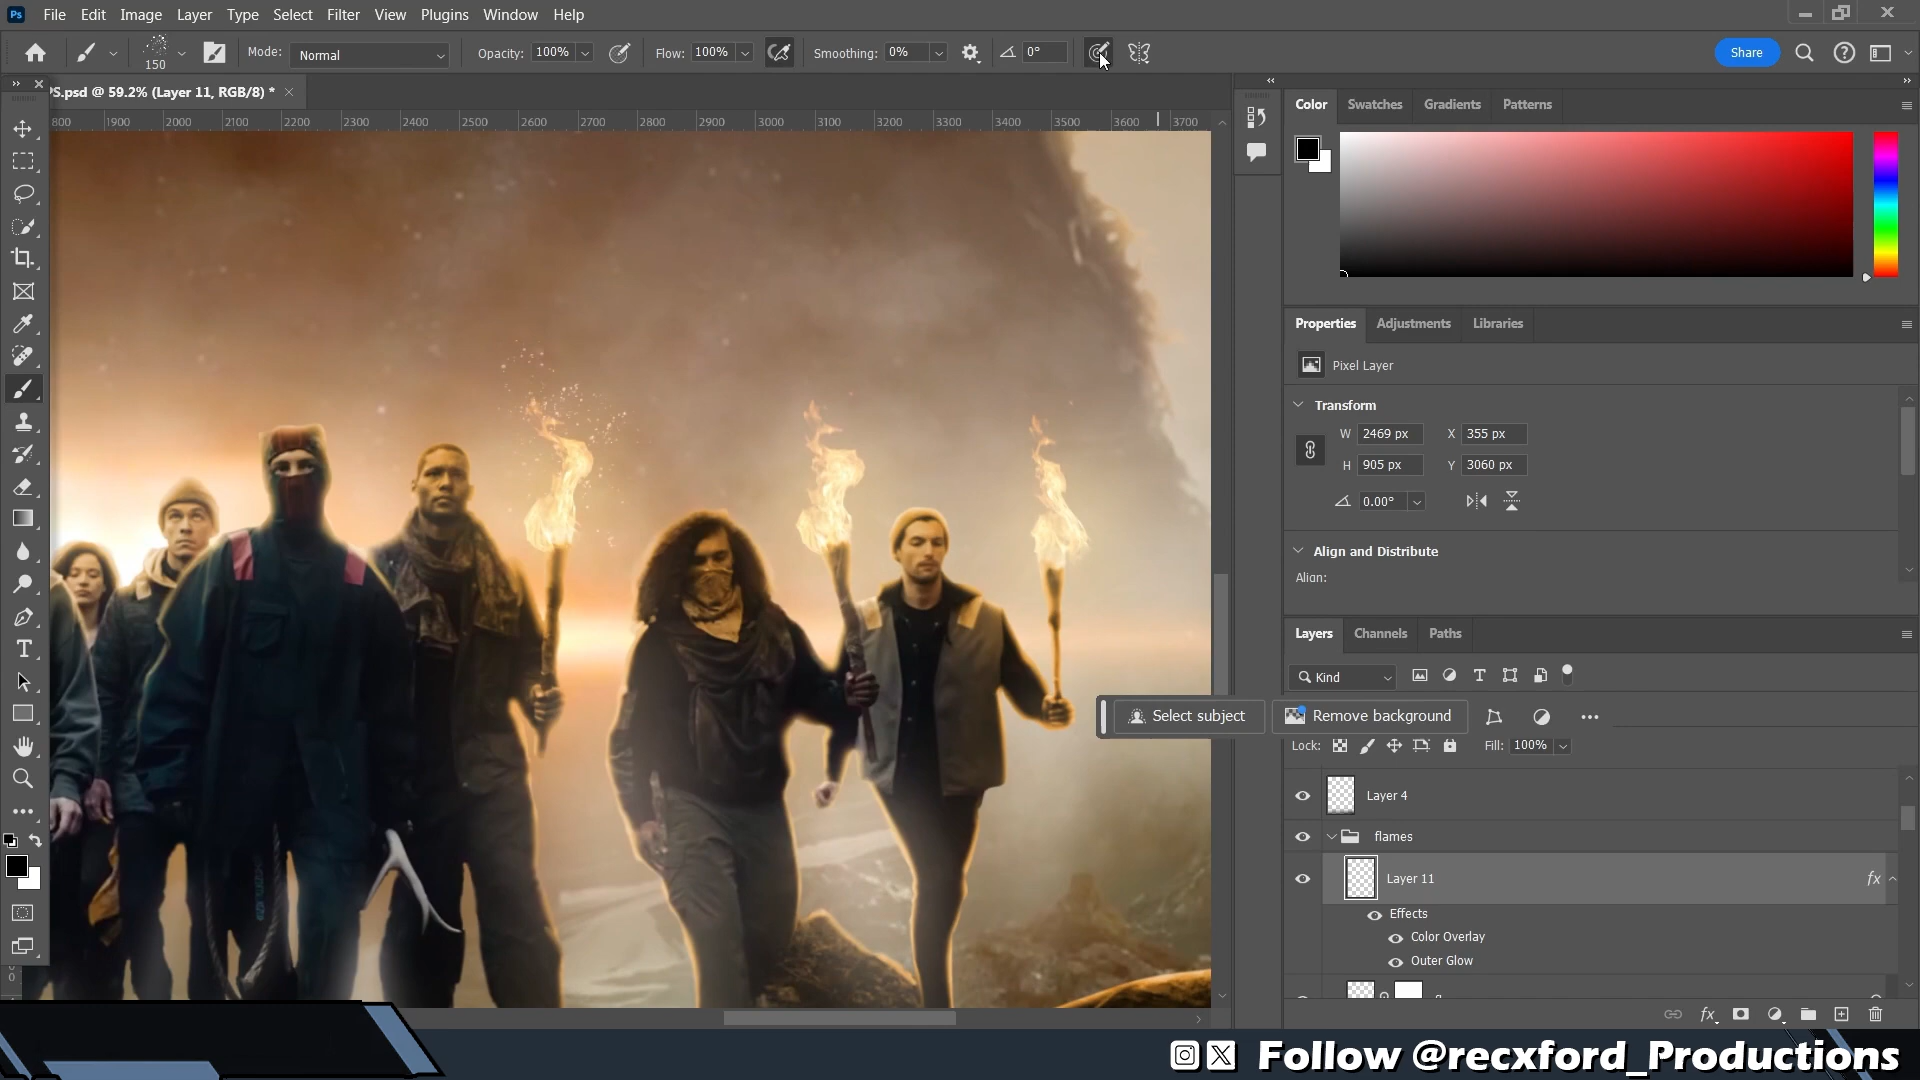 Ps File Edit Image Layer Type Select Filter View Plugins Window Help
150 Mode: Normal Opacity: 100% Flow: 100% Smoothing: 0% 0° Share
PS.psd @ 59.2% (Layer 11, RGB/8) *
800 1900 2000 2100 2200 2300 2400 2500 2600 2700 2800 2900 3000 3100 3200 3300 3400 3500 3600 3700
Color Swatches Gradients Patterns
Properties Adjustments Libraries
Pixel Layer
Transform
W 2469 px X 355 px
H 905 px Y 3060 px
0.00°
Align and Distribute
Align:
Layers Channels Paths
Kind
Select subject Remove background
Lock: Fill: 100%
Layer 4
flames
Layer 11 fx
Effects
Color Overlay
Outer Glow
fx
Follow @recxford_Productions